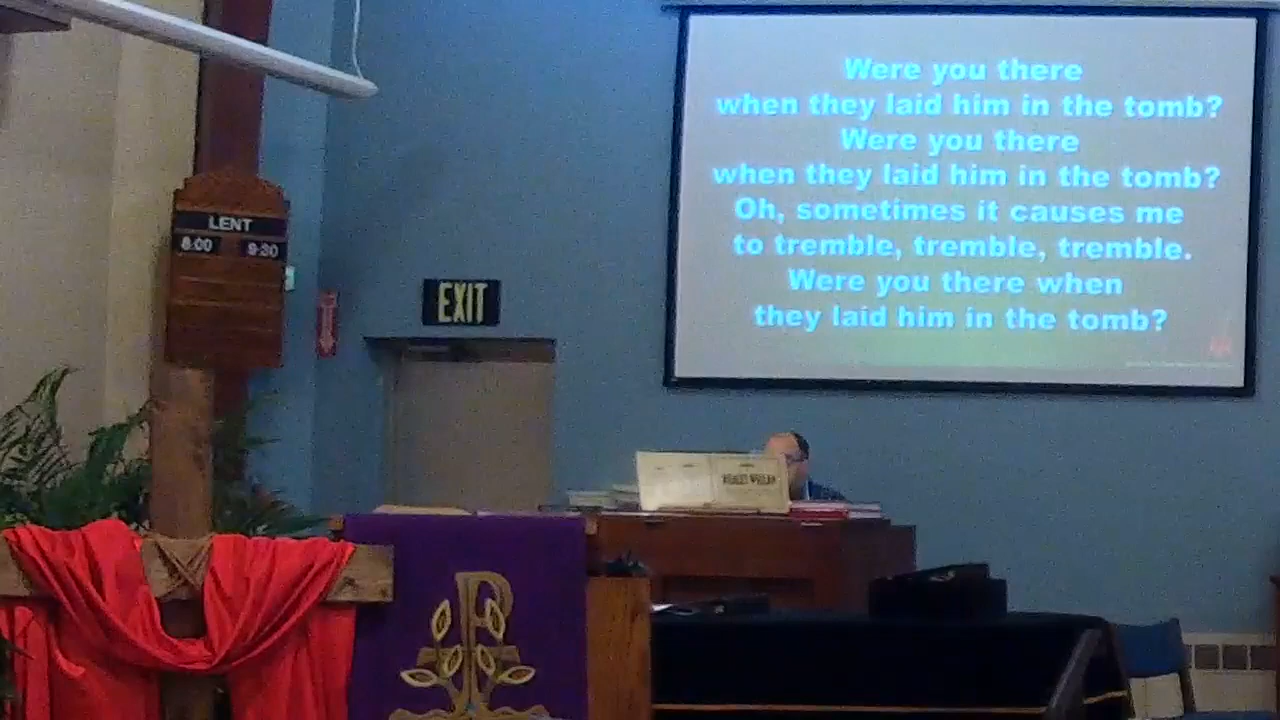 Were you there
when they laid him in the tomb?
Were you there
when they laid him in the tomb?
Oh, sometimes it causes me
to tremble, tremble, tremble.
Were you there when
they laid him in the tomb?
LENT
8:00 9:30
EXIT